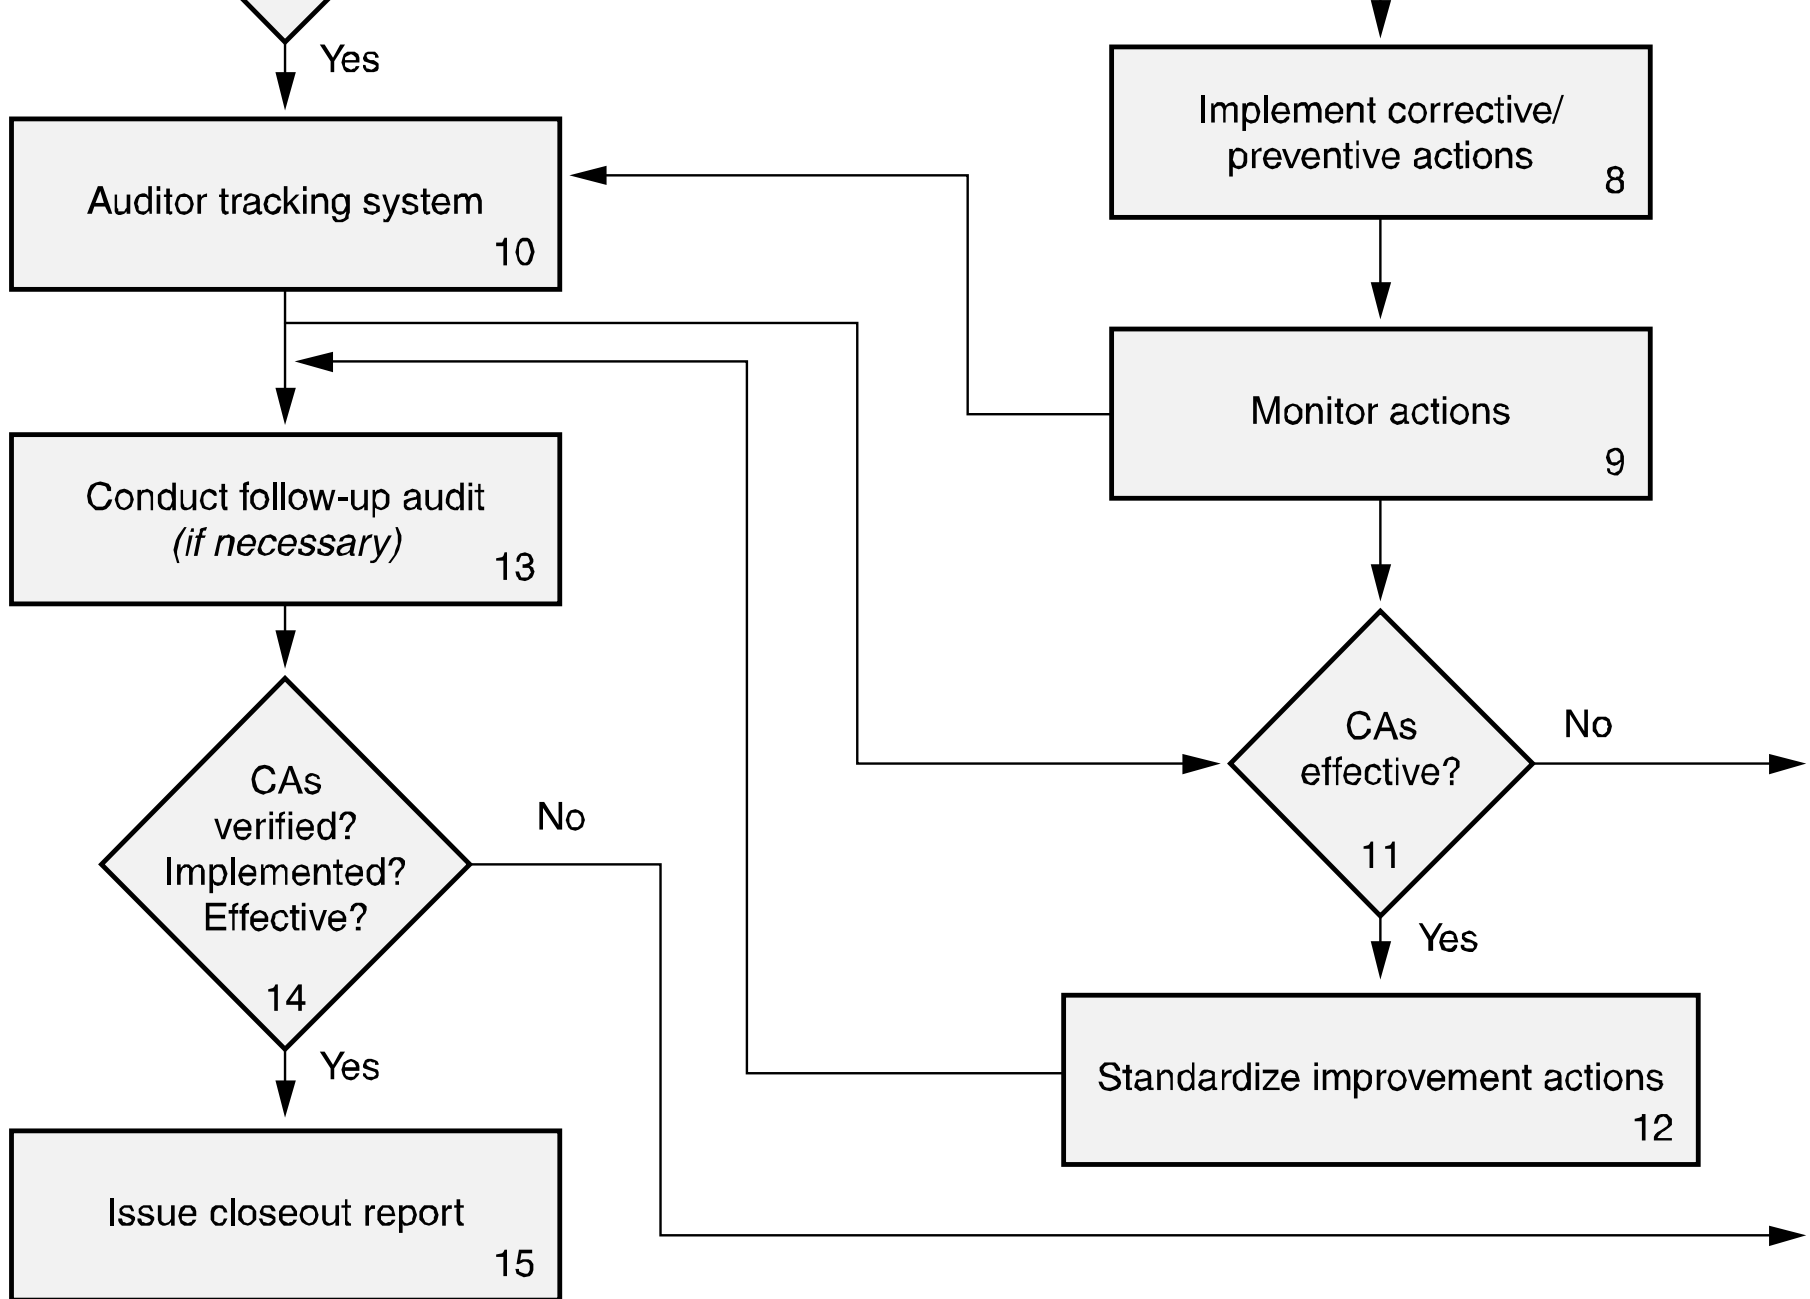 Yes
Auditor tracking system
10
Conduct follow-up audit
(if necessary)
13
CAs
verified?
Implemented?
Effective?
14
No
Yes
Issue closeout report
15
Implement corrective/
preventive actions
8
Monitor actions
9
CAs
effective?
11
No
Yes
Standardize improvement actions
12